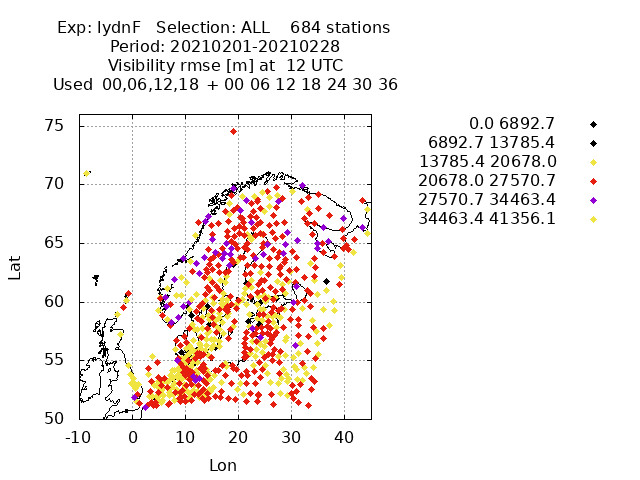 Exp: lydnF   Selection: ALL    684 stations
Period: 20210201-20210228
Visibility rmse [m] at  12 UTC
Used  00,06,12,18  + 00 06 12 18 24 30 36
0.0 6892.7
6892.7 13785.4
13785.4 20678.0
20678.0 27570.7
27570.7 34463.4
34463.4 41356.1
75
70
65
60
55
50
Lat
-10 0 10 20 30 40
Lon